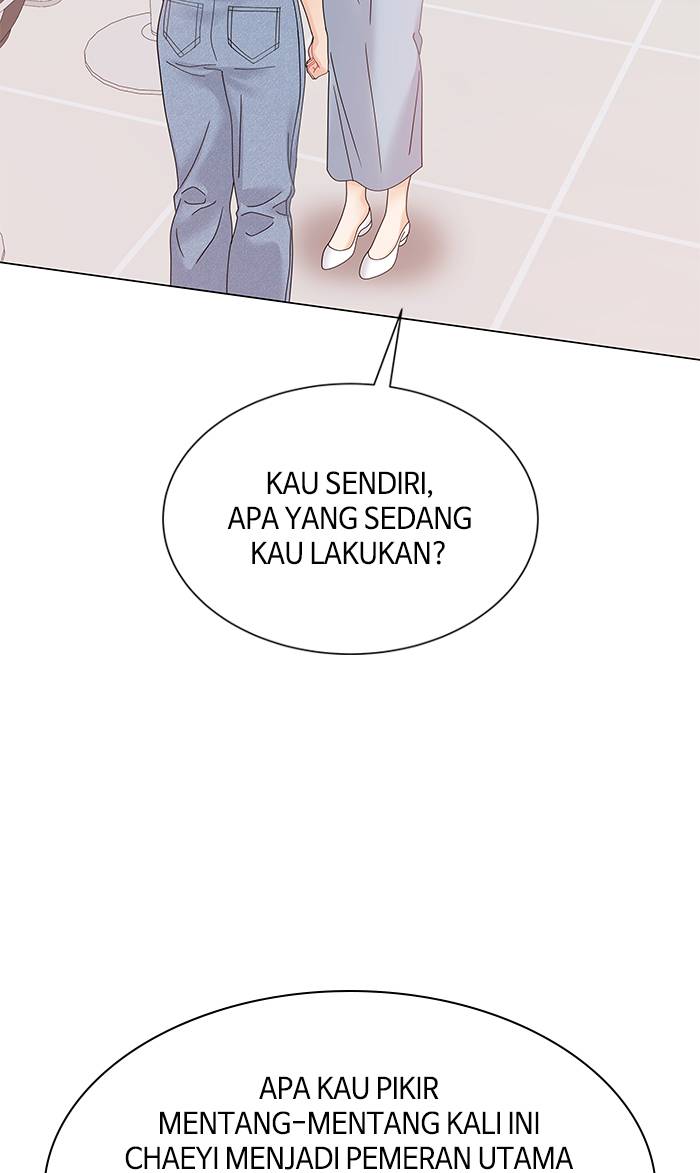 KAU SENDIRI,
APA YANG SEDANG
KAU LAKUKAN?
APA KAU PIKIR
MENTANG-MENTANG KALI INI
CHAEYI MENJADI PEMERAN UTAMA